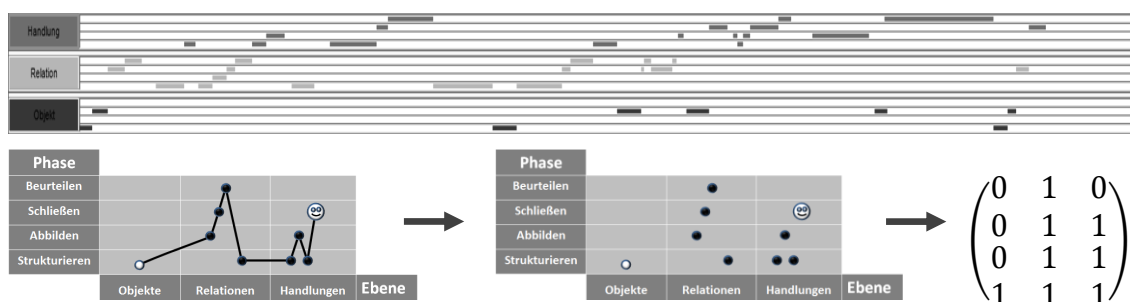 Handlung
Relation
Objekt
Phase
Beurteilen
Schließen
Abbilden
Strukturieren
Objekte Relationen Handlungen Ebene
Phase
Beurteilen
Schließen
Abbilden
Strukturieren
Objekte Relationen Handlungen Ebene
0 1 0
0 1 1
0 1 1
1 1 1